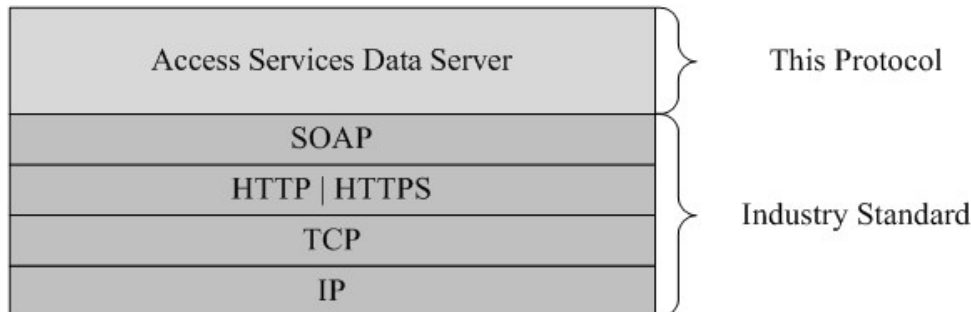 Access Services Data Server
This Protocol
SOAP
HTTP | HTTPS
TCP
IP
Industry Standard